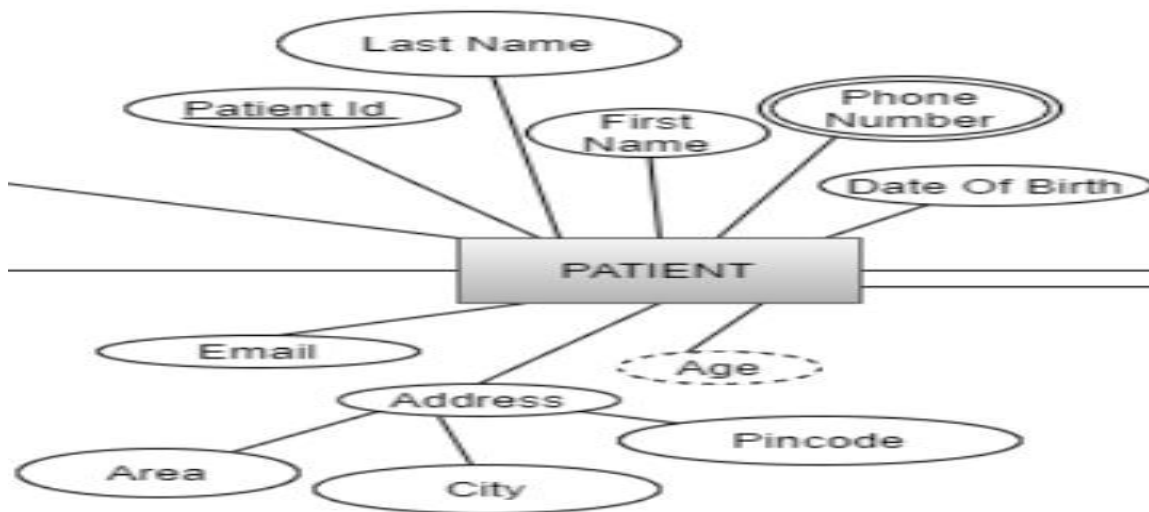 Last Name
Patient Id
First
Name
Phone
Number
Date Of Birth
PATIENT
Email
Age
Address
Pincode
Area
City